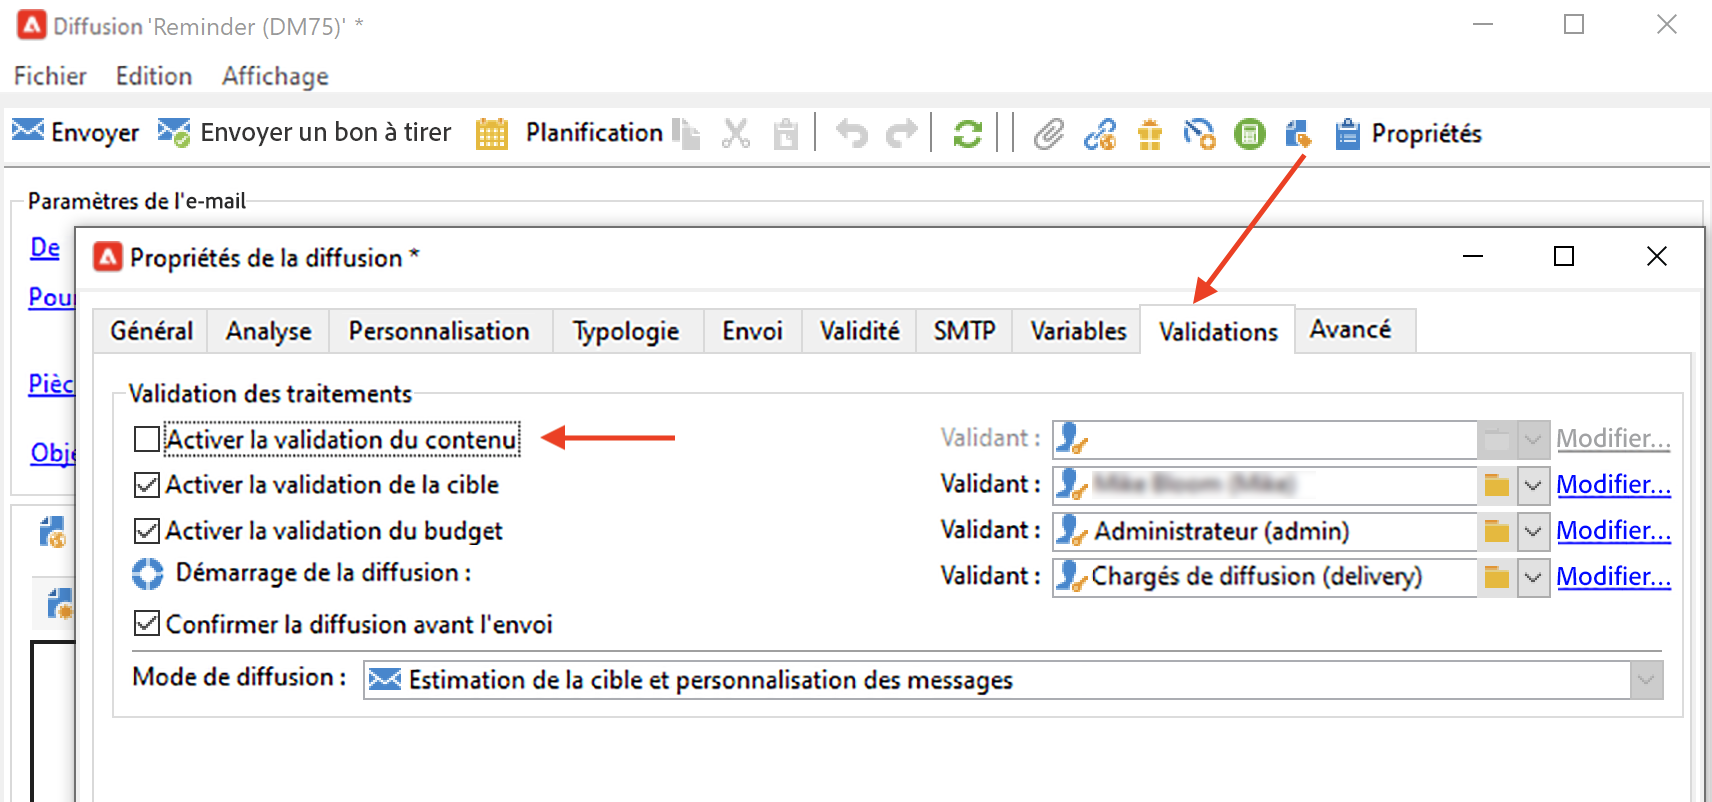 Diffusion 'Reminder (DM75)' *
Fichier Edition Affichage
Envoyer Envoyer un bon à tirer Planification Propriétés
Paramètres de l'e-mail
De
Propriétés de la diffusion *
Pour
Général Analyse Personnalisation Typologie Envoi Validité SMTP Variables Validations Avancé
Pièc
Validation des traitements
Activer la validation du contenu Validant : Modifier...
Obje
Activer la validation de la cible Validant : Modifier...
Activer la validation du budget Validant : Administrateur (admin) Modifier...
Démarrage de la diffusion : Validant : Chargés de diffusion (delivery) Modifier...
Confirmer la diffusion avant l'envoi
Mode de diffusion : Estimation de la cible et personnalisation des messages